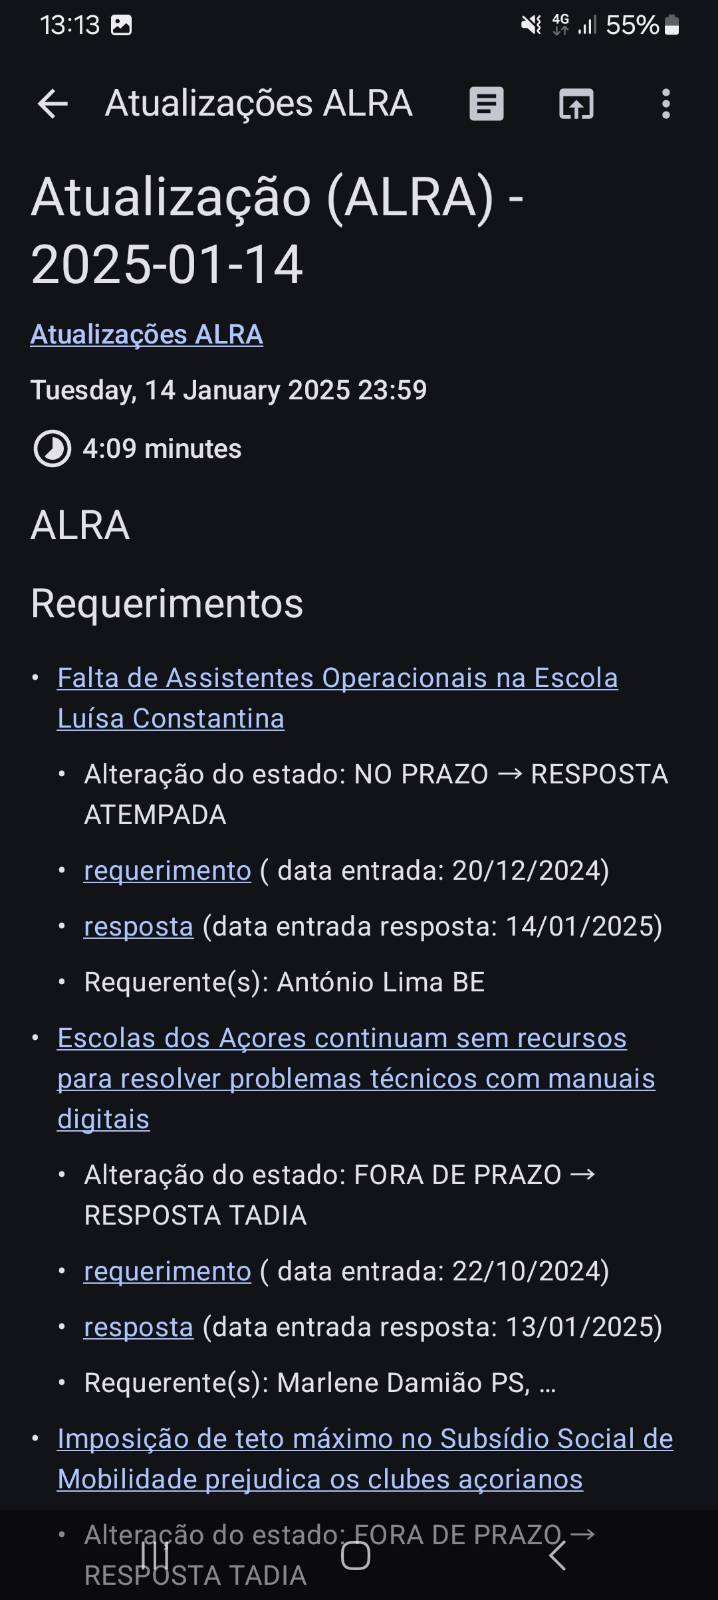 13:13 4G 55%
Atualizações ALRA
Atualização (ALRA) -
2025-01-14
Atualizações ALRA
Tuesday, 14 January 2025 23:59
4:09 minutes
ALRA
Requerimentos
• Falta de Assistentes Operacionais na Escola
Luísa Constantina
• Alteração do estado: NO PRAZO → RESPOSTA
ATEMPADA
• requerimento ( data entrada: 20/12/2024)
• resposta (data entrada resposta: 14/01/2025)
• Requerente(s): António Lima BE
• Escolas dos Açores continuam sem recursos
para resolver problemas técnicos com manuais
digitais
• Alteração do estado: FORA DE PRAZO →
RESPOSTA TADIA
• requerimento ( data entrada: 22/10/2024)
• resposta (data entrada resposta: 13/01/2025)
• Requerente(s): Marlene Damião PS, ...
• Imposição de teto máximo no Subsídio Social de
Mobilidade prejudica os clubes açorianos
• Alteração do estado: FORA DE PRAZO →
RESPOSTA TADIA